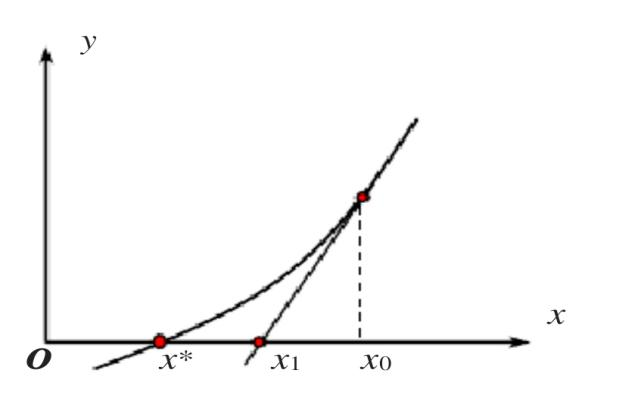 y
x
O x* x₁ x₀